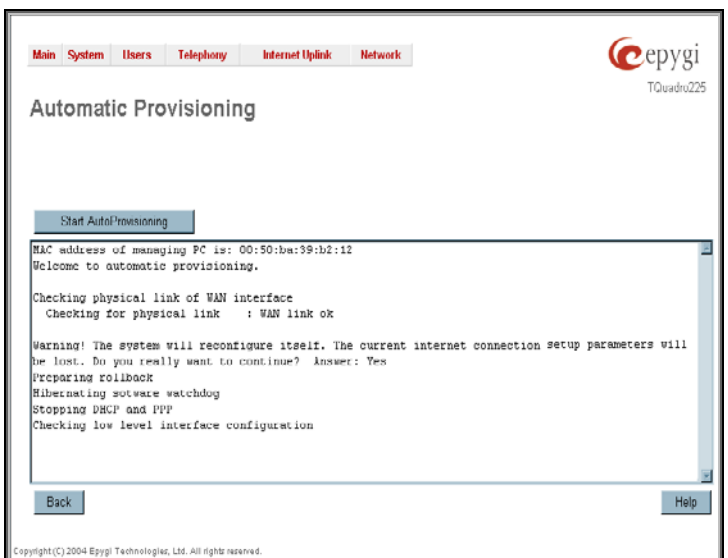 Main System Users Telephony Internet Uplink Network
epygi
TQuadro225
Automatic Provisioning
Start AutoProvisioning
MAC address of managing PC is: 00:50:ba:39:b2:12
Welcome to automatic provisioning.
Checking physical link of WAN interface
Checking for physical link : WAN link ok
Warning! The system will reconfigure itself. The current internet connection setup parameters will
be lost. Do you really want to continue? Answer: Yes
Preparing rollback
Hibernating sotware watchdog
Stopping DHCP and PPP
Checking low level interface configuration
Back
Help
Copyright (C) 2004 Epygi Technologies, Ltd. All rights reserved.